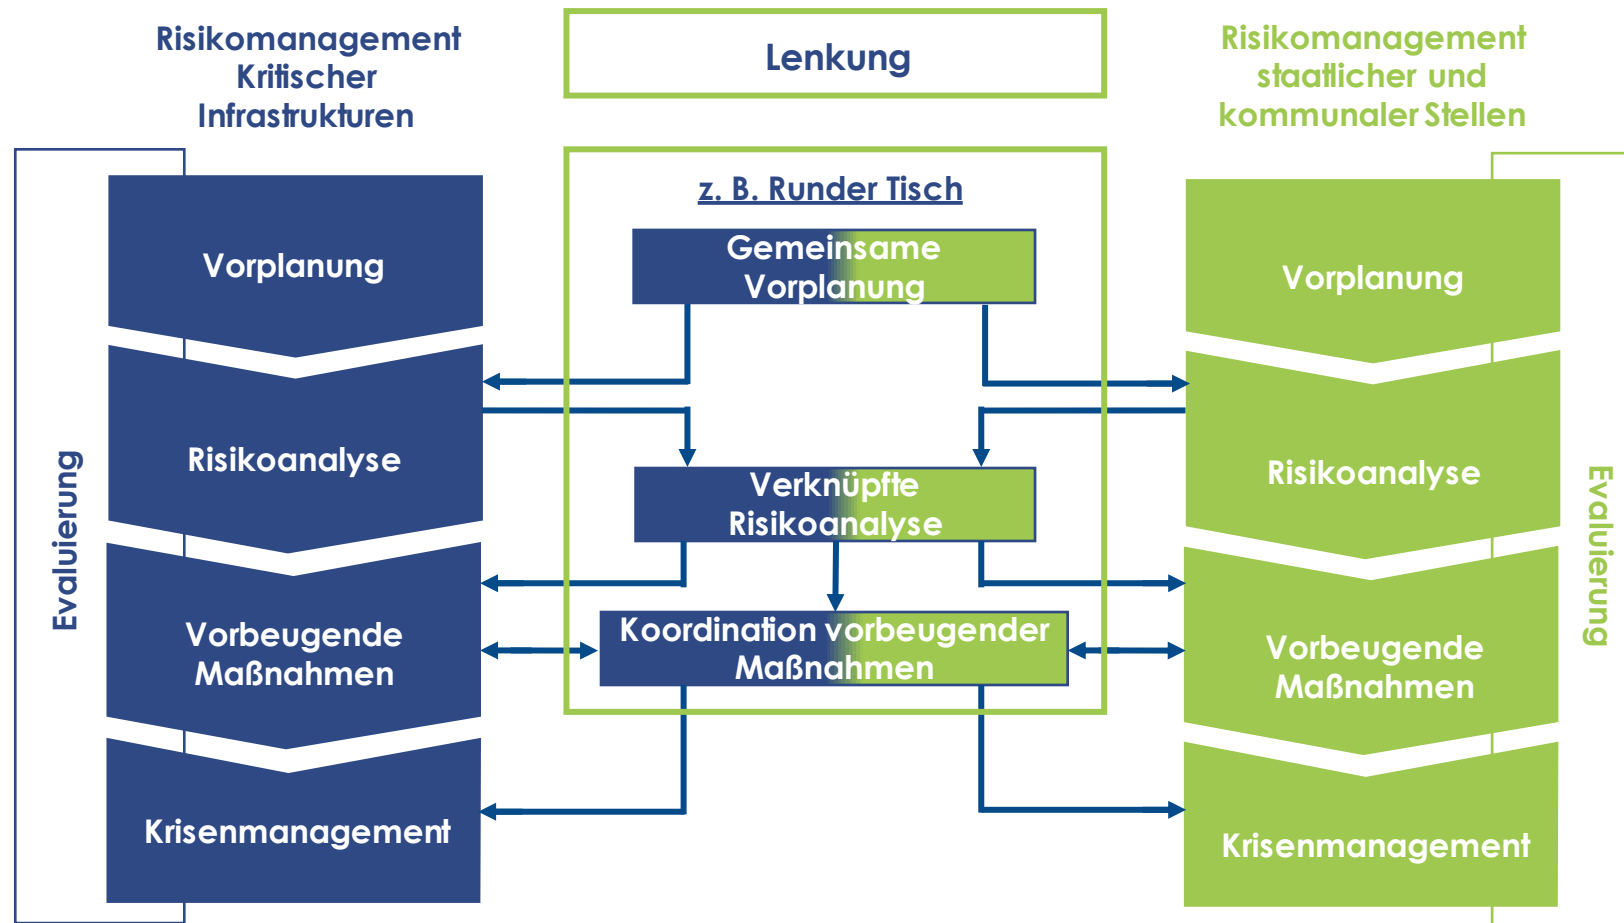 Risikomanagement
Kritischer
Infrastrukturen
Evaluierung
Vorplanung
Risikoanalyse
Vorbeugende
Maßnahmen
Krisenmanagement
Lenkung
z. B. Runder Tisch
Gemeinsame
Vorplanung
Verknüpfte
Risikoanalyse
Koordination vorbeugender
Maßnahmen
Risikomanagement
staatlicher und
kommunaler Stellen
Vorplanung
Risikoanalyse
Vorbeugende
Maßnahmen
Krisenmanagement
Evaluierung